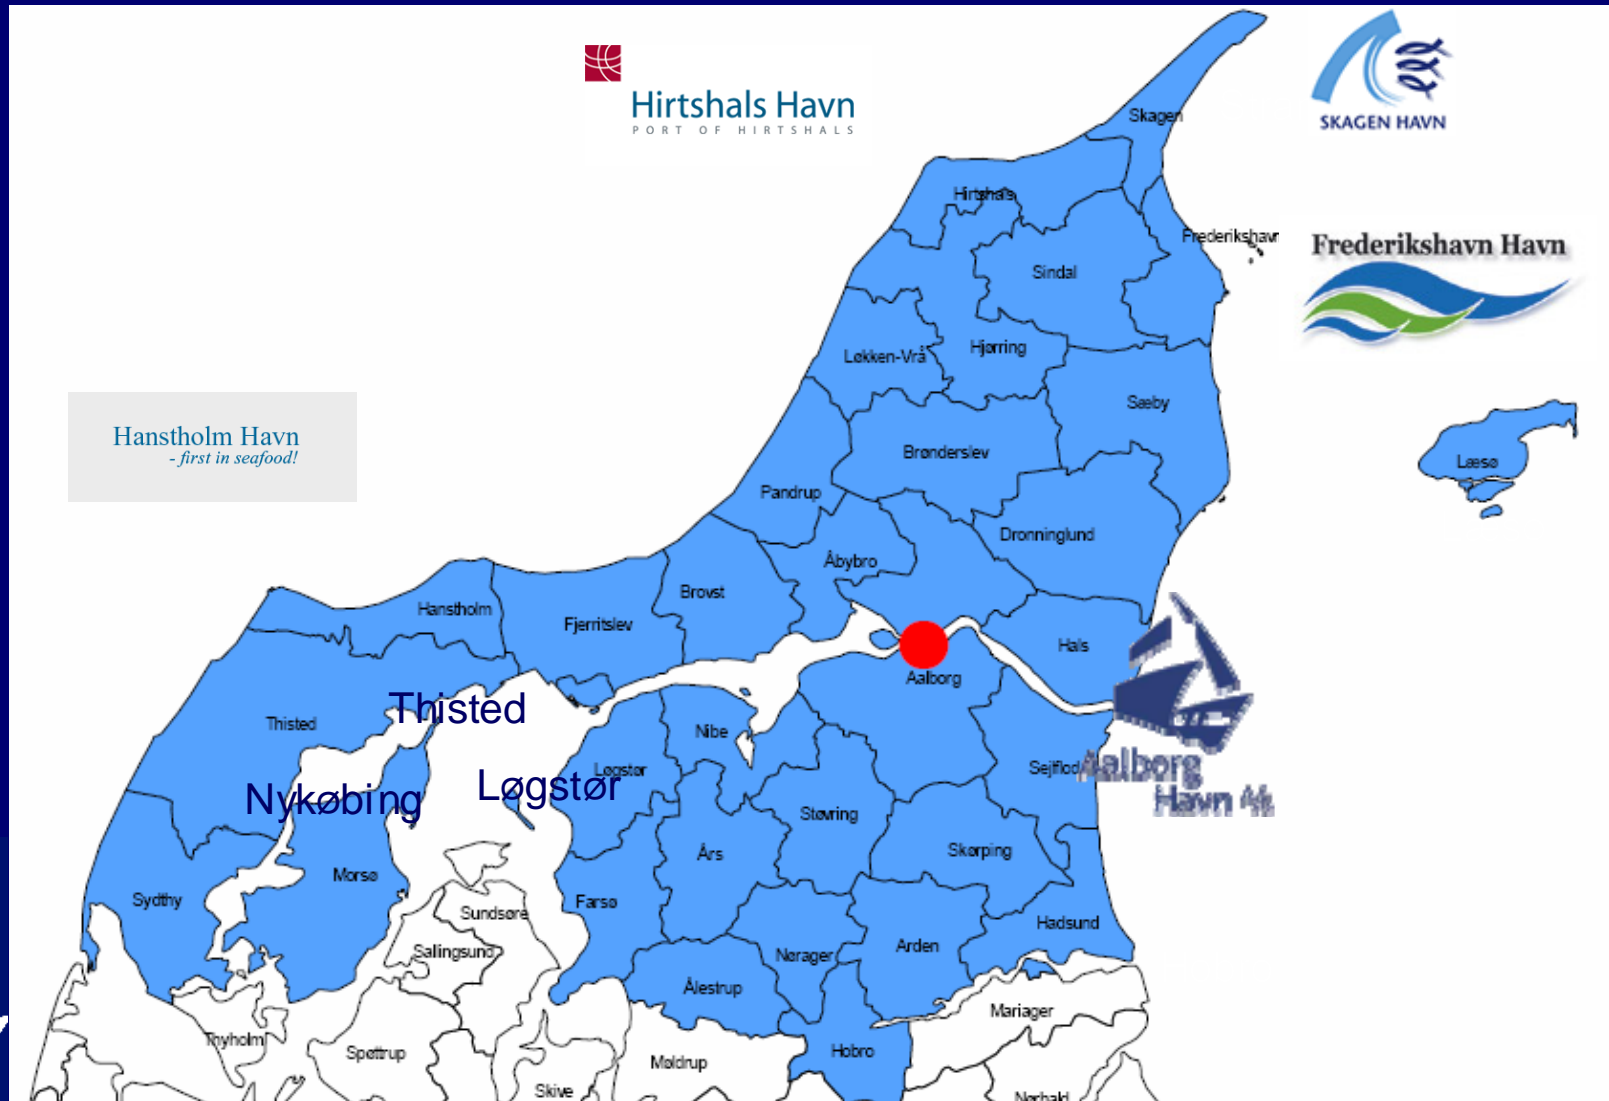 Hirtshals Havn
PORT OF HIRTSHALS
SKAGEN HAVN
Skagen
Hirtshals
Frederikshavn
Frederikshavn Havn
Sindal
Hjørring
Løkken-Vrå
Sæby
Hanstholm Havn
- first in seafood!
Brønderslev
Læsø
Pandrup
Dronninglund
Åbybro
Brovst
Hanstholm
Fjerritslev
Hals
Aalborg
Thisted
Thisted
Nibe
Løgstør
Sejlflod
Aalborg
Havn A/S
Nykøbing
Løgstør
Støvring
Skørping
Års
Morsø
Sydthy
Farsø
Sundsøre
Hadsund
Salingsund
Nørager
Arden
Ålestrup
Mariager
Thyholm
Spøttrup
Møldrup
Hobro
Skive
Nørhald